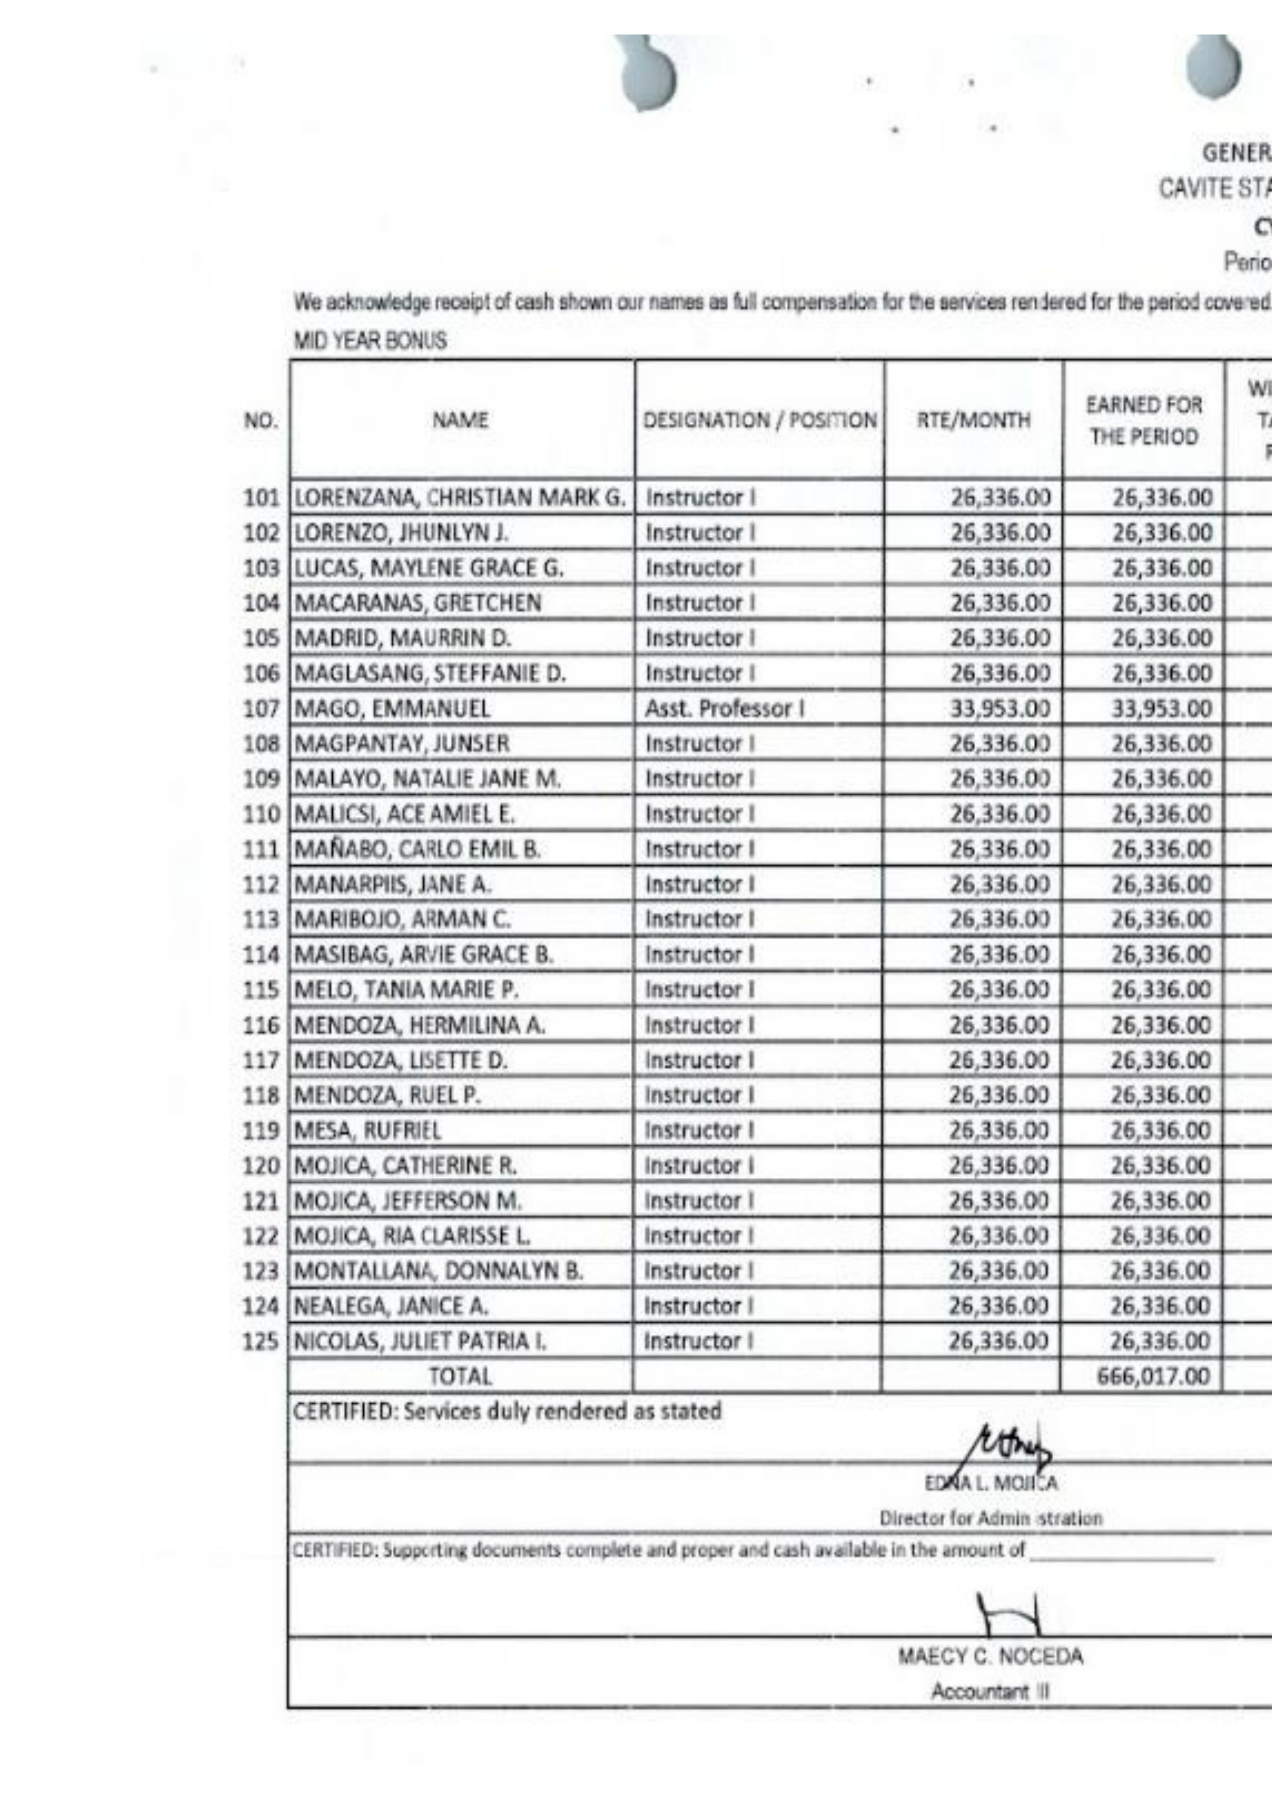 GENER
CAVITE STA
Perio
We acknowledge receipt of cash shown our names as full compensation for the services rendered for the period covered
MID YEAR BONUS
NO. NAME DESIGNATION / POSITION RTE/MONTH EARNED FOR THE PERIOD
101 LORENZANA, CHRISTIAN MARK G. Instructor I 26,336.00 26,336.00
102 LORENZO, JHUNLYN J. Instructor I 26,336.00 26,336.00
103 LUCAS, MAYLENE GRACE G. Instructor I 26,336.00 26,336.00
104 MACARANAS, GRETCHEN Instructor I 26,336.00 26,336.00
105 MADRID, MAURRIN D. Instructor I 26,336.00 26,336.00
106 MAGLASANG, STEFFANIE D. Instructor I 26,336.00 26,336.00
107 MAGO, EMMANUEL Asst. Professor I 33,953.00 33,953.00
108 MAGPANTAY, JUNSER Instructor I 26,336.00 26,336.00
109 MALAYO, NATALIE JANE M. Instructor I 26,336.00 26,336.00
110 MALICSI, ACE AMIEL E. Instructor I 26,336.00 26,336.00
111 MAÑABO, CARLO EMIL B. Instructor I 26,336.00 26,336.00
112 MANARPIIS, JANE A. Instructor I 26,336.00 26,336.00
113 MARIBOJO, ARMAN C. Instructor I 26,336.00 26,336.00
114 MASIBAG, ARVIE GRACE B. Instructor I 26,336.00 26,336.00
115 MELO, TANIA MARIE P. Instructor I 26,336.00 26,336.00
116 MENDOZA, HERMILINA A. Instructor I 26,336.00 26,336.00
117 MENDOZA, LISETTE D. Instructor I 26,336.00 26,336.00
118 MENDOZA, RUEL P. Instructor I 26,336.00 26,336.00
119 MESA, RUFRIEL Instructor I 26,336.00 26,336.00
120 MOJICA, CATHERINE R. Instructor I 26,336.00 26,336.00
121 MOJICA, JEFFERSON M. Instructor I 26,336.00 26,336.00
122 MOJICA, RIA CLARISSE L. Instructor I 26,336.00 26,336.00
123 MONTALLANA, DONNALYN B. Instructor I 26,336.00 26,336.00
124 NEALEGA, JANICE A. Instructor I 26,336.00 26,336.00
125 NICOLAS, JULIET PATRIA I. Instructor I 26,336.00 26,336.00
TOTAL 666,017.00
CERTIFIED: Services duly rendered as stated
EDNA L. MOJICA
Director for Administration
CERTIFIED: Supporting documents complete and proper and cash available in the amount of
MAECY C. NOCEDA
Accountant III